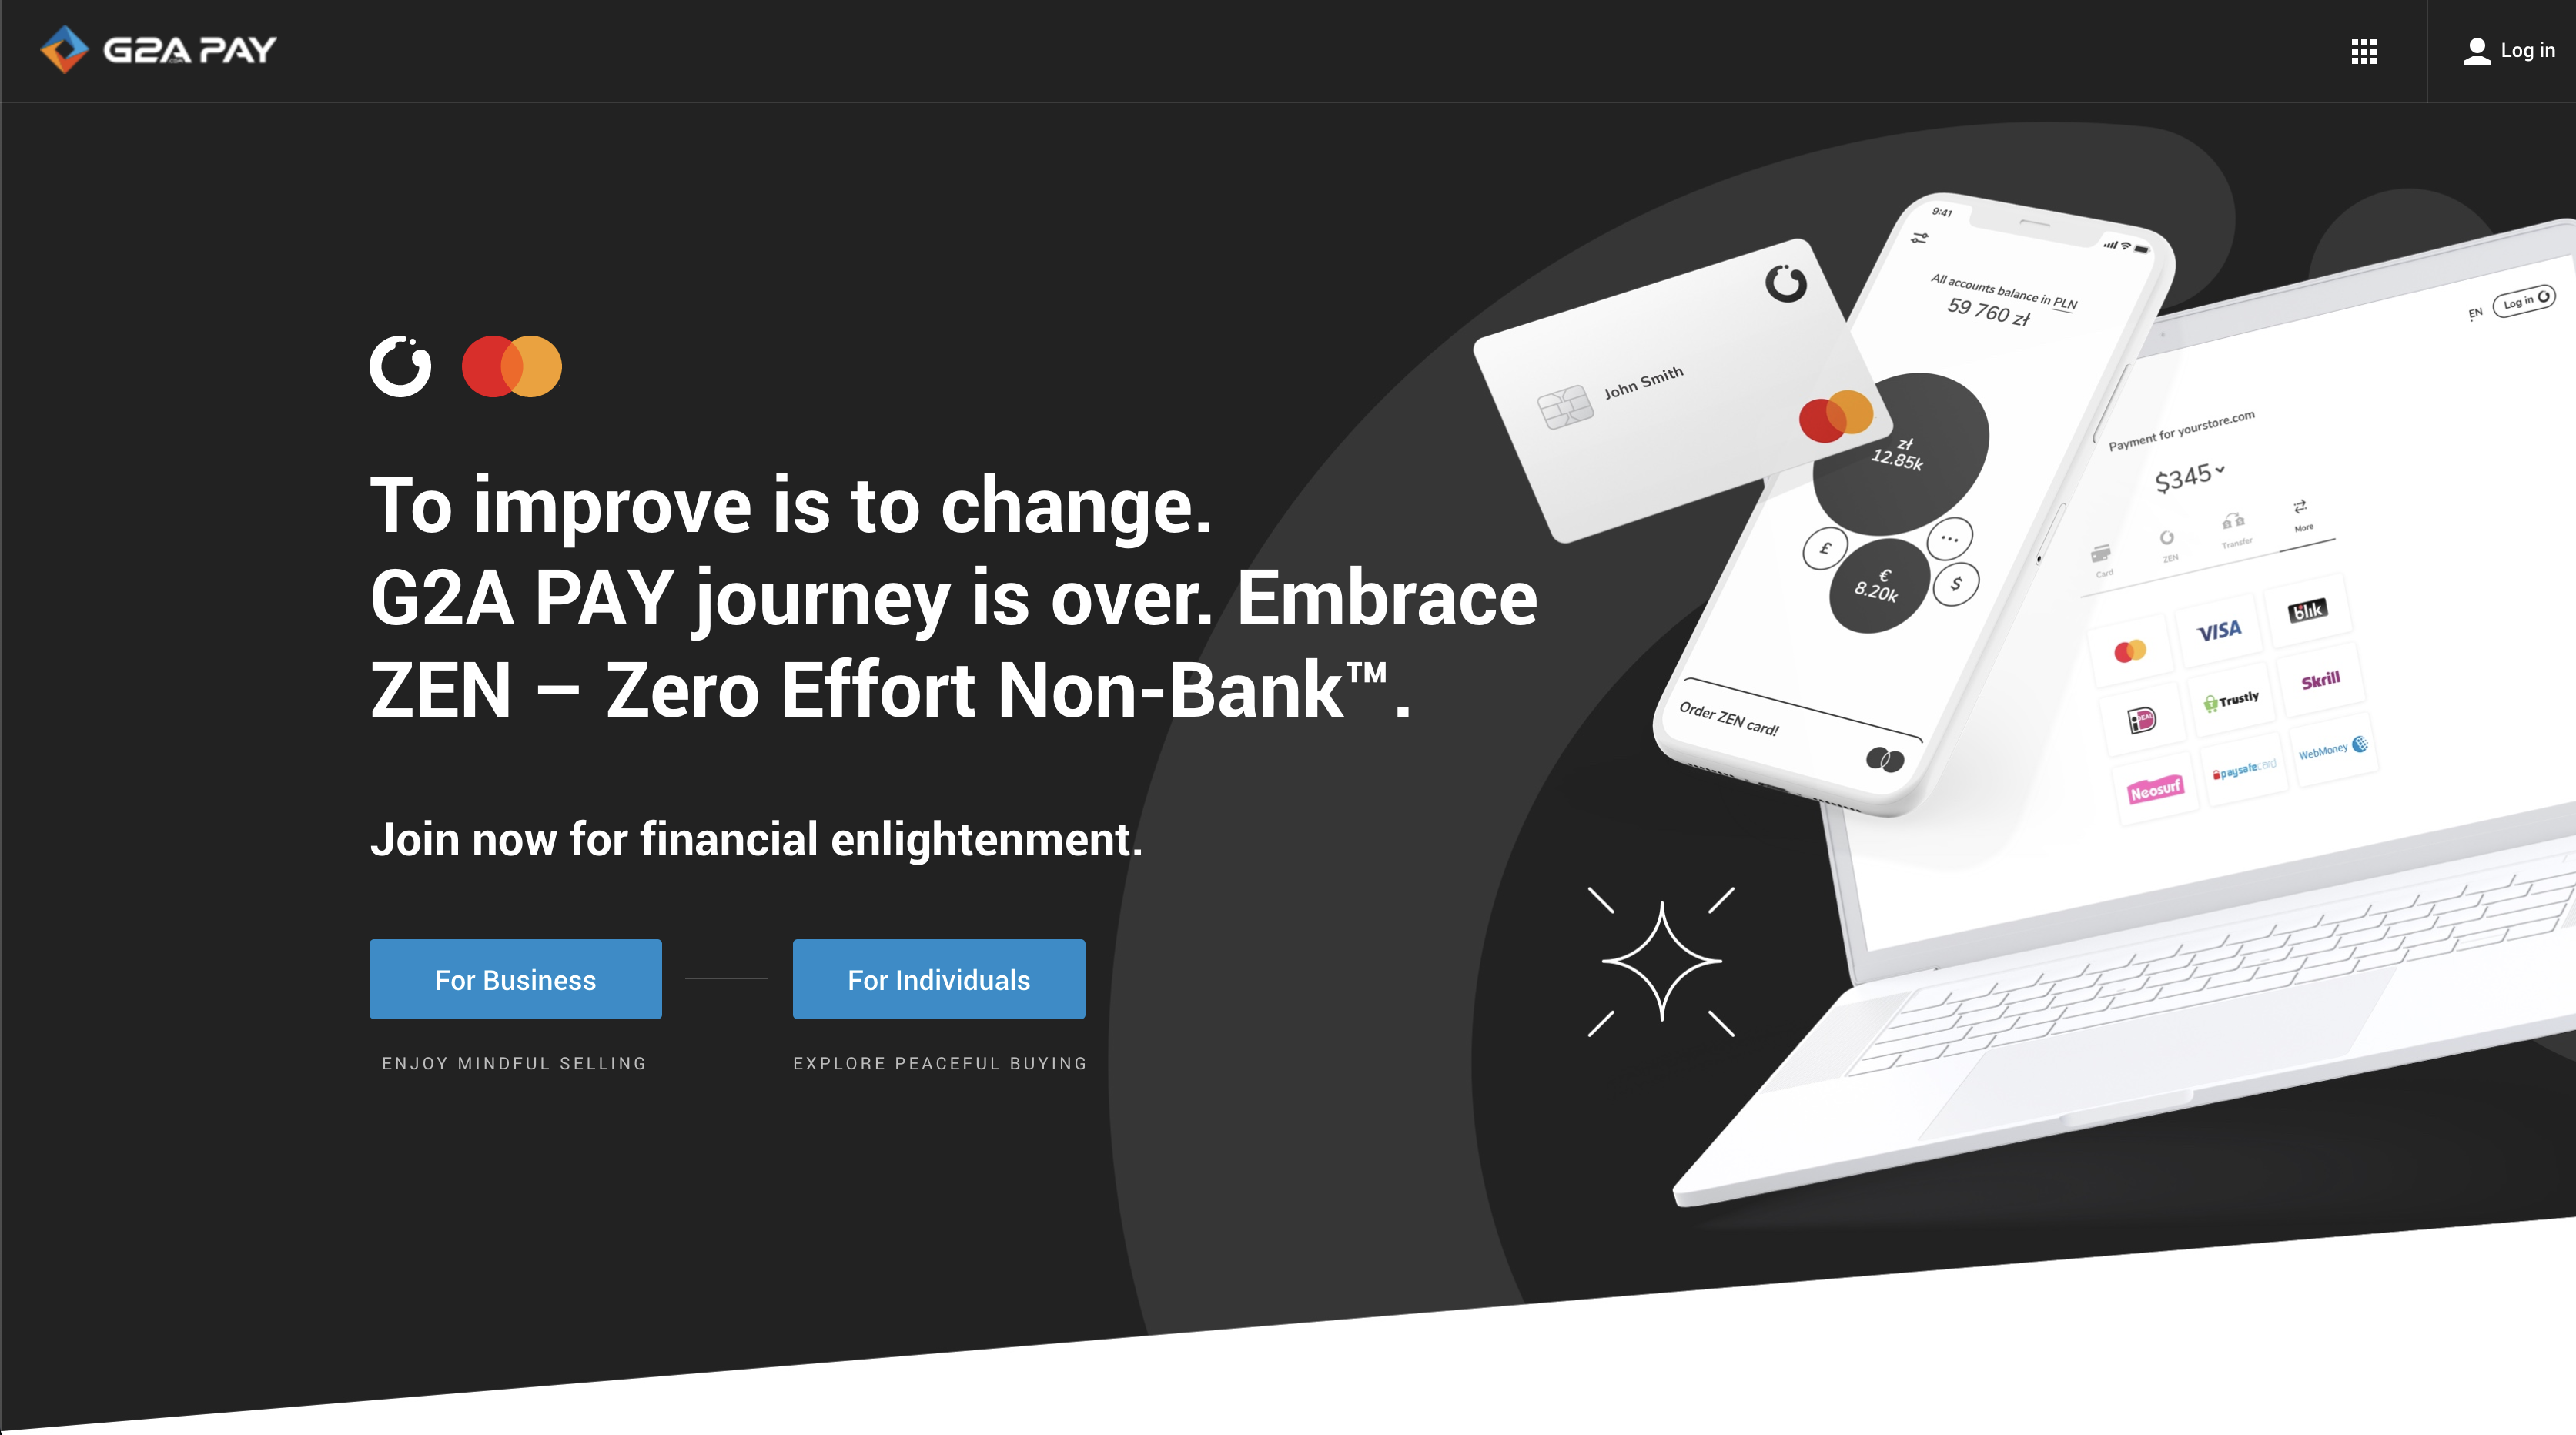 G2A PAY
.COM
Log in
To improve is to change.
G2A PAY journey is over. Embrace
ZEN – Zero Effort Non-Bank™.
Join now for financial enlightenment.
For Business
For Individuals
ENJOY MINDFUL SELLING
EXPLORE PEACEFUL BUYING
John Smith
9:41
All accounts balance in PLN
59 760 zł
zł
12.85k
£
...
€
8.20k
$
Order ZEN card!
EN
Log in
Payment for yourstore.com
$345
Card
ZEN
Transfer
More
VISA
blik
iDEAL
Trustly
Skrill
Neosurf
paysafecard
WebMoney